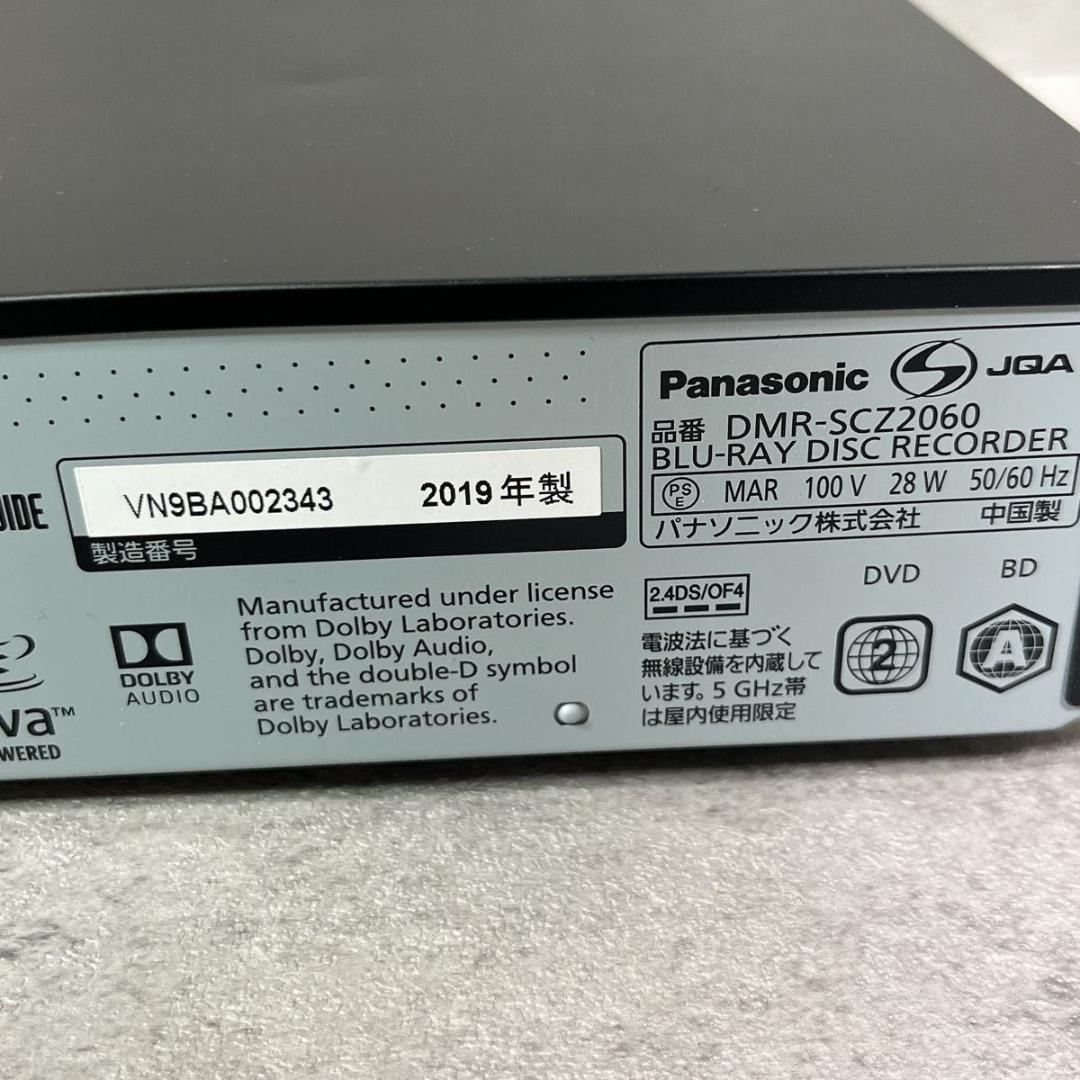 Panasonic JQA
品番 DMR-SCZ2060
BLU-RAY DISC RECORDER
PS E MAR 100 V 28 W 50/60 Hz
パナソニック株式会社 中国製
VN9BA002343 2019年製
製造番号
DOLBY
AUDIO
Manufactured under license
from Dolby Laboratories.
Dolby, Dolby Audio,
and the double-D symbol
are trademarks of
Dolby Laboratories.
2.4DS/OF4
電波法に基づく
無線設備を内蔵して
います。5 GHz帯
は屋内使用限定
DVD BD
2 A